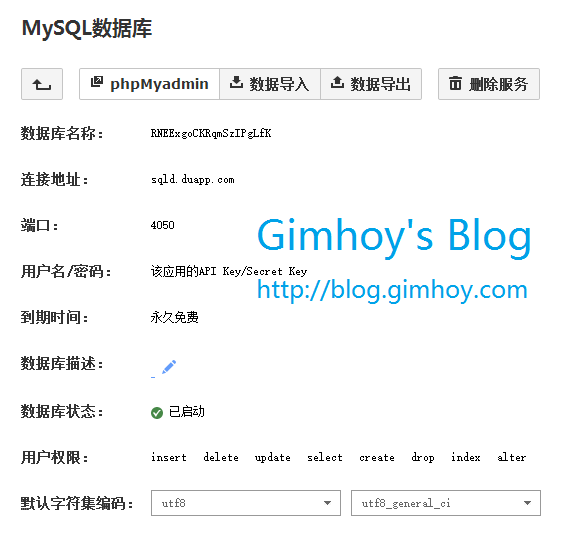 MySQL数据库
phpMyadmin 数据导入 数据导出 删除服务
数据库名称： RNEExgoCKRqmSzIPgLfK
连接地址： sqld.duapp.com
端口： 4050
Gimhoy's Blog
用户名/密码： 该应用的API Key/Secret Key
http://blog.gimhoy.com
到期时间： 永久免费
数据库描述： _
数据库状态： 已启动
用户权限： insert delete update select create drop index alter
默认字符集编码： utf8 utf8_general_ci